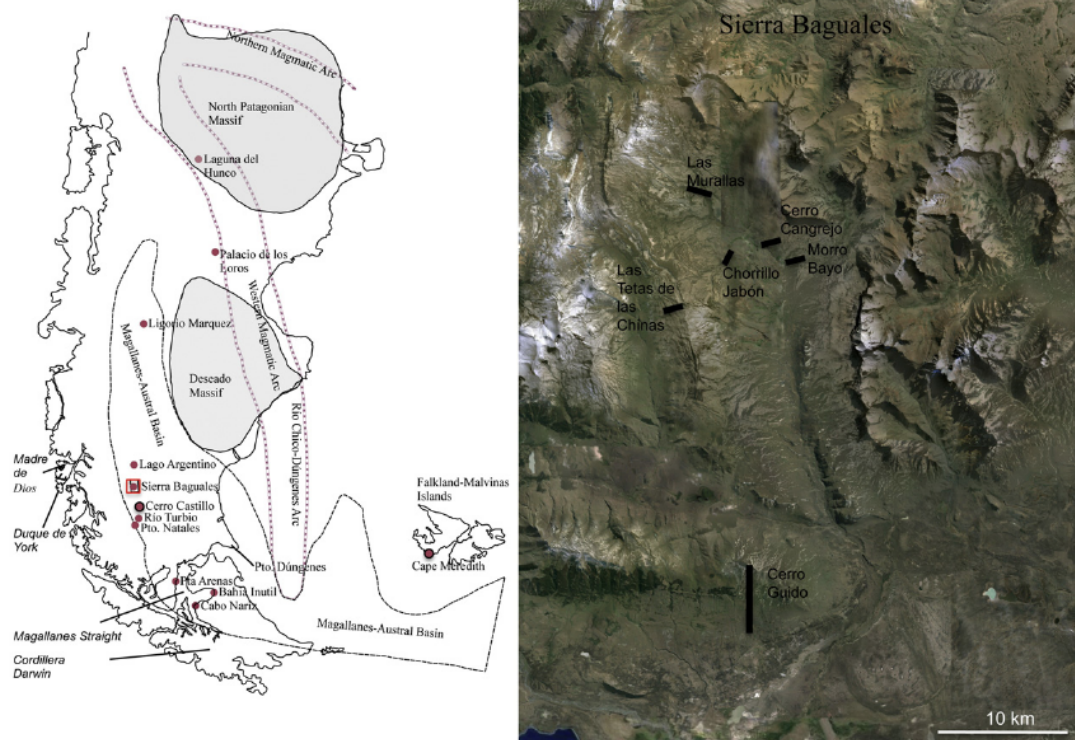 Northern Magmatic Arc
North Patagonian
Massif
Laguna del
Hunco
Palacio de los
Loros
Western Magmatic Arc
Ligorio Marquez
Magallanes-Austral Basin
Deseado
Massif
Río Chico-Dúngenes Arc
Madre
de
Dios
Lago Argentino
Sierra Baguales
Cerro Castillo
Río Turbio
Pto. Natales
Duque de
York
Falkland-Malvinas
Islands
Cape Meredith
Pto. Dúngenes
Pta Arenas
Bahía Inutil
Cabo Nariz
Magallanes Straight
Magallanes-Austral Basin
Cordillera
Darwin
Sierra Baguales
Las
Murallas
Cerro
Cangrejo
Morro
Bayo
Chorrillo
Jabón
Las
Tetas de
las
Chinas
Cerro
Guido
10 km